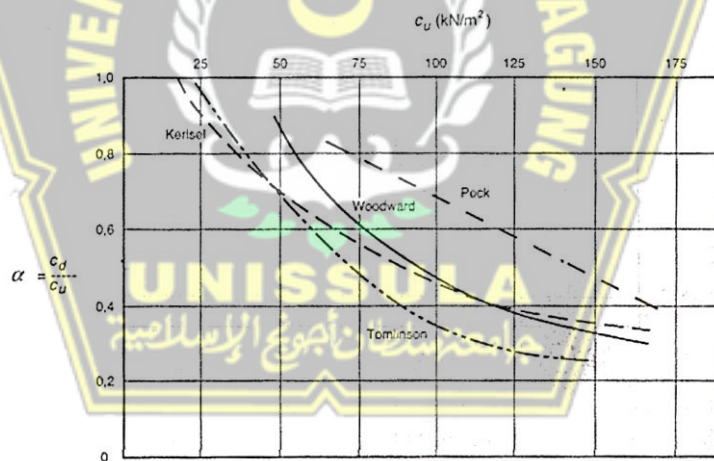 c_u (kN/m²)
25 50 75 100 125 150 175
1,0
Kerisel
0,8
Peck
Woodward
α = c_d / c_u
0,6
UNISSULA
0,4
جامعة سلطان أجونج الإسلامية
Tomlinson
0,2
0